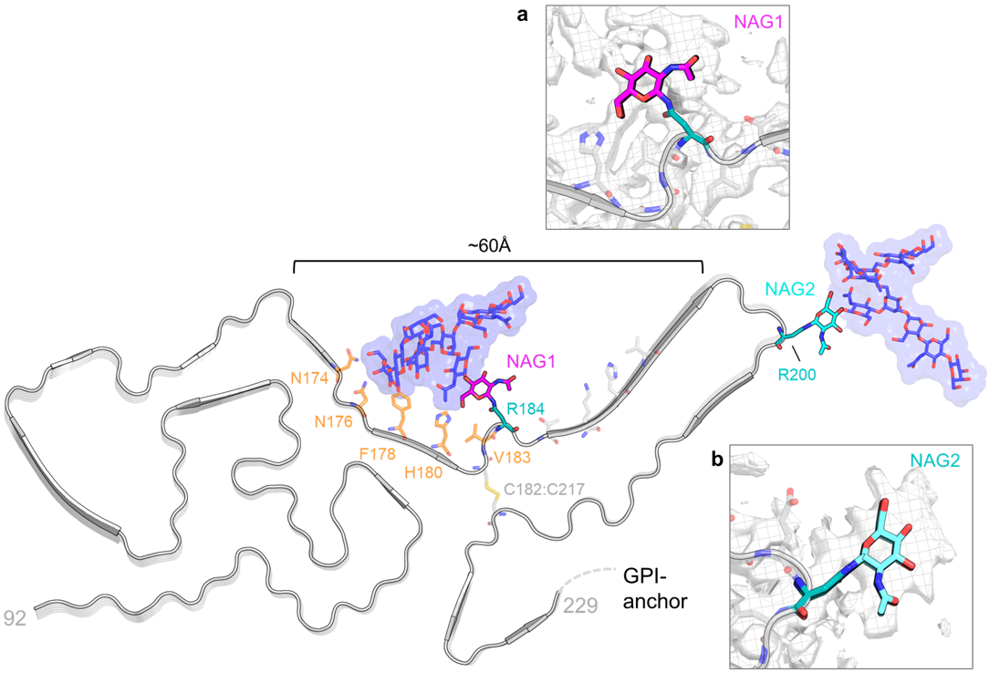 a
NAG1
~60Å
NAG2
NAG1
N174
R184
R200
N176
F178
V183
H180
b
NAG2
C182:C217
GPI-
anchor
92
229